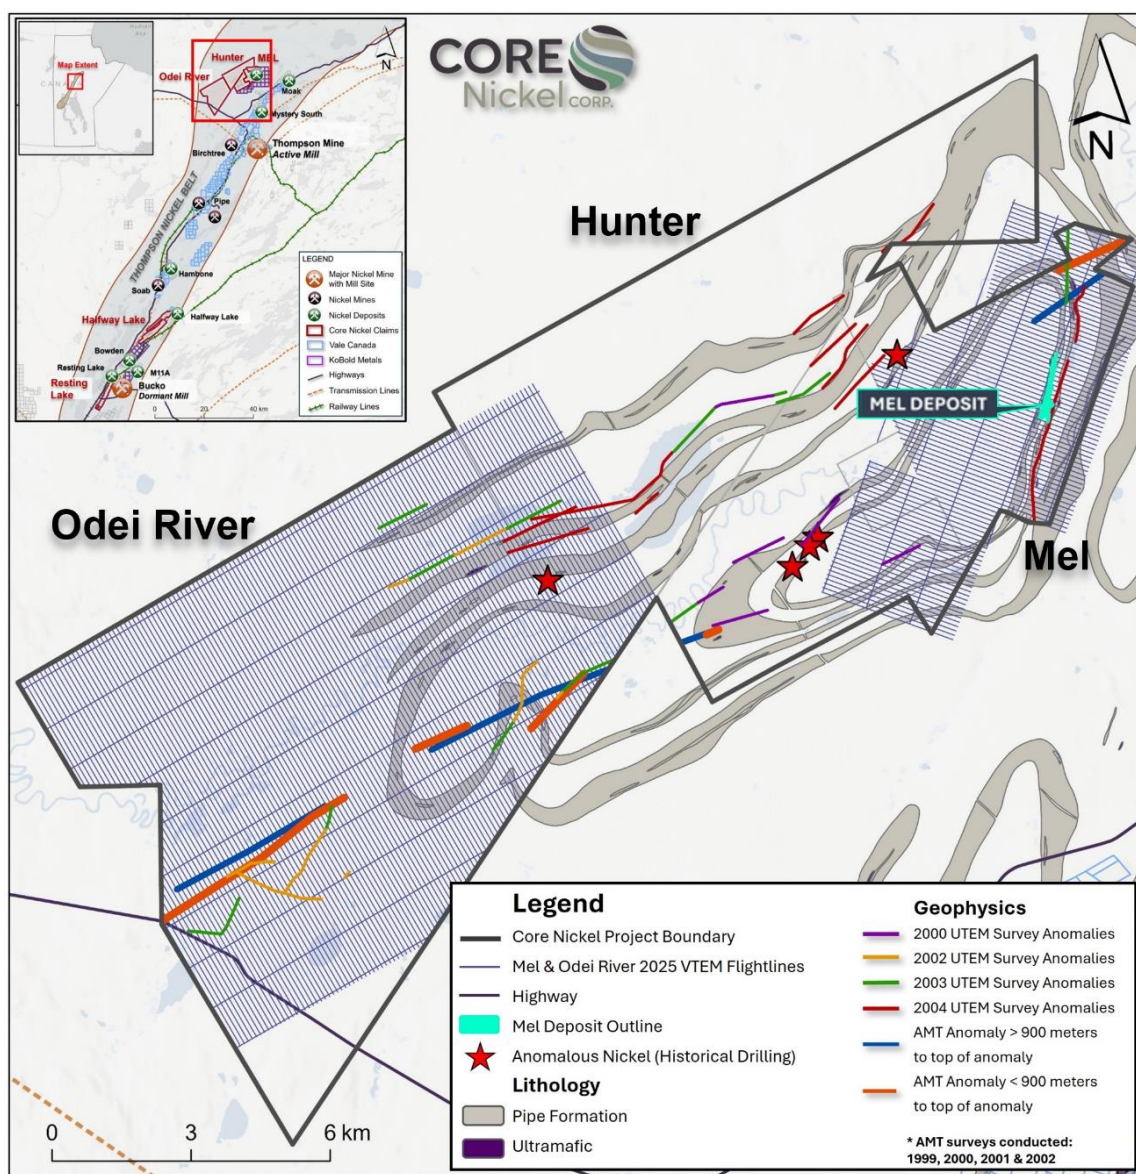 Map Extent
CANADA
Hunter
MEL
Odei River
N
Moak
Mystery South
Birchtree
Thompson Mine
Active Mill
THOMPSON NICKEL BELT
Pipe
Hambone
Soab
Halfway Lake
Halfway Lake
Bowden
Resting Lake
M11A
Resting
Lake
Bucko
Dormant Mill
0 20 40 km
LEGEND
Major Nickel Mine
with Mill Site
Nickel Mines
Nickel Deposits
Core Nickel Claims
Vale Canada
KoBold Metals
Highways
Transmission Lines
Railway Lines
CORE
Nickel CORP.
N
Hunter
MEL DEPOSIT
Odei River
Mel
0 3 6 km
Legend
Core Nickel Project Boundary
Mel & Odei River 2025 VTEM Flightlines
Highway
Mel Deposit Outline
Anomalous Nickel (Historical Drilling)
Lithology
Pipe Formation
Ultramafic
Geophysics
2000 UTEM Survey Anomalies
2002 UTEM Survey Anomalies
2003 UTEM Survey Anomalies
2004 UTEM Survey Anomalies
AMT Anomaly > 900 meters
to top of anomaly
AMT Anomaly < 900 meters
to top of anomaly
* AMT surveys conducted:
1999, 2000, 2001 & 2002